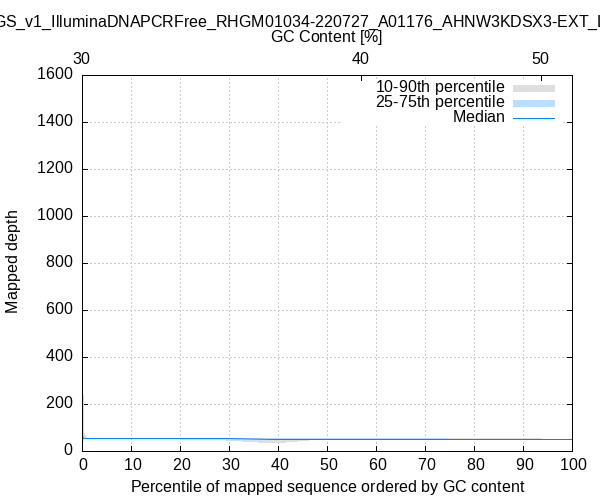 GS_v1_IlluminaDNAPCRFree_RHGM01034-220727_A01176_AHNW3KDSX3-EXT_
GC Content [%]
30 40 50
1600
1400
1200
1000
800
600
400
200
0
10-90th percentile
25-75th percentile
Median
Mapped depth
0 10 20 30 40 50 60 70 80 90 100
Percentile of mapped sequence ordered by GC content